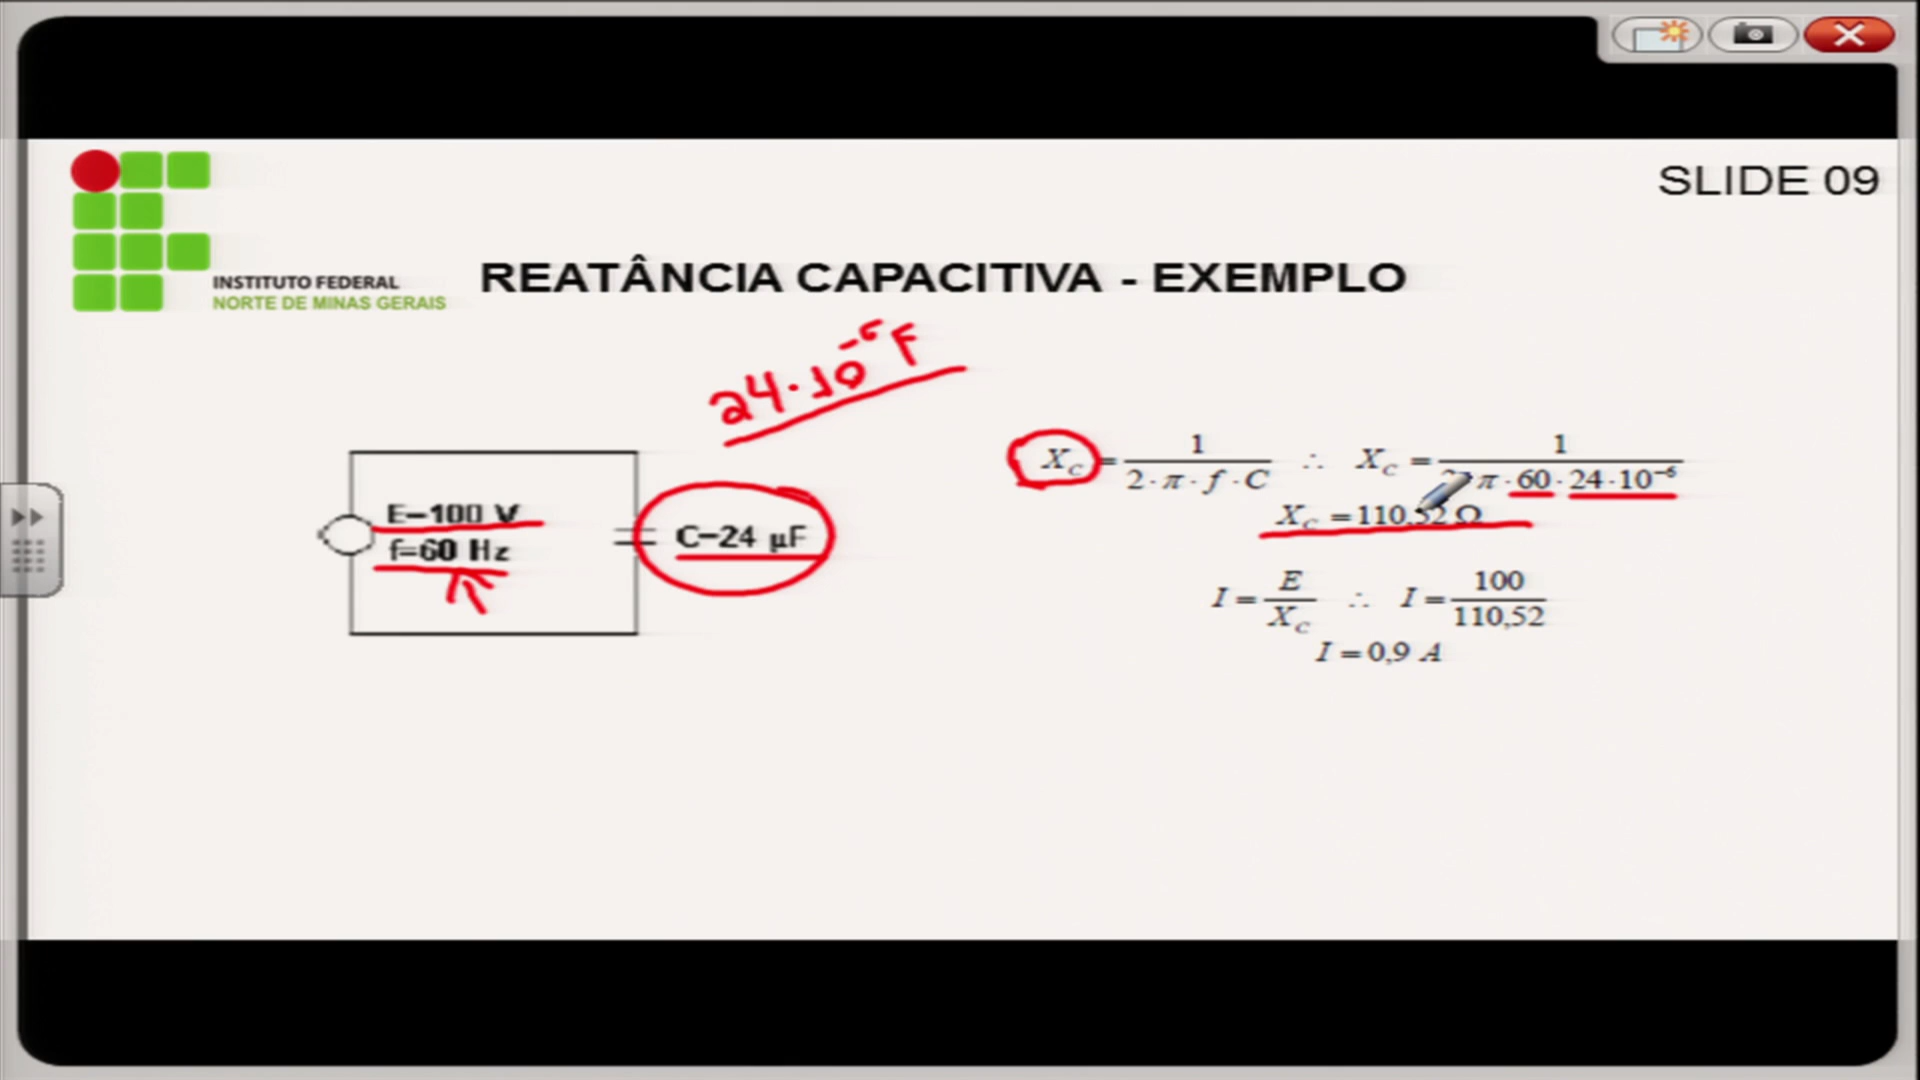 SLIDE 09
INSTITUTO FEDERAL
NORTE DE MINAS GERAIS
REATÂNCIA CAPACITIVA - EXEMPLO
24·10⁻⁶F
E=100 V
f=60 Hz
C=24 µF
X_C = 1 / (2·π·f·C) ∴ X_C = 1 / (2·π·60·24·10⁻⁶)
X_C = 110,52 Ω
I = E / X_C ∴ I = 100 / 110,52
I = 0,9 A